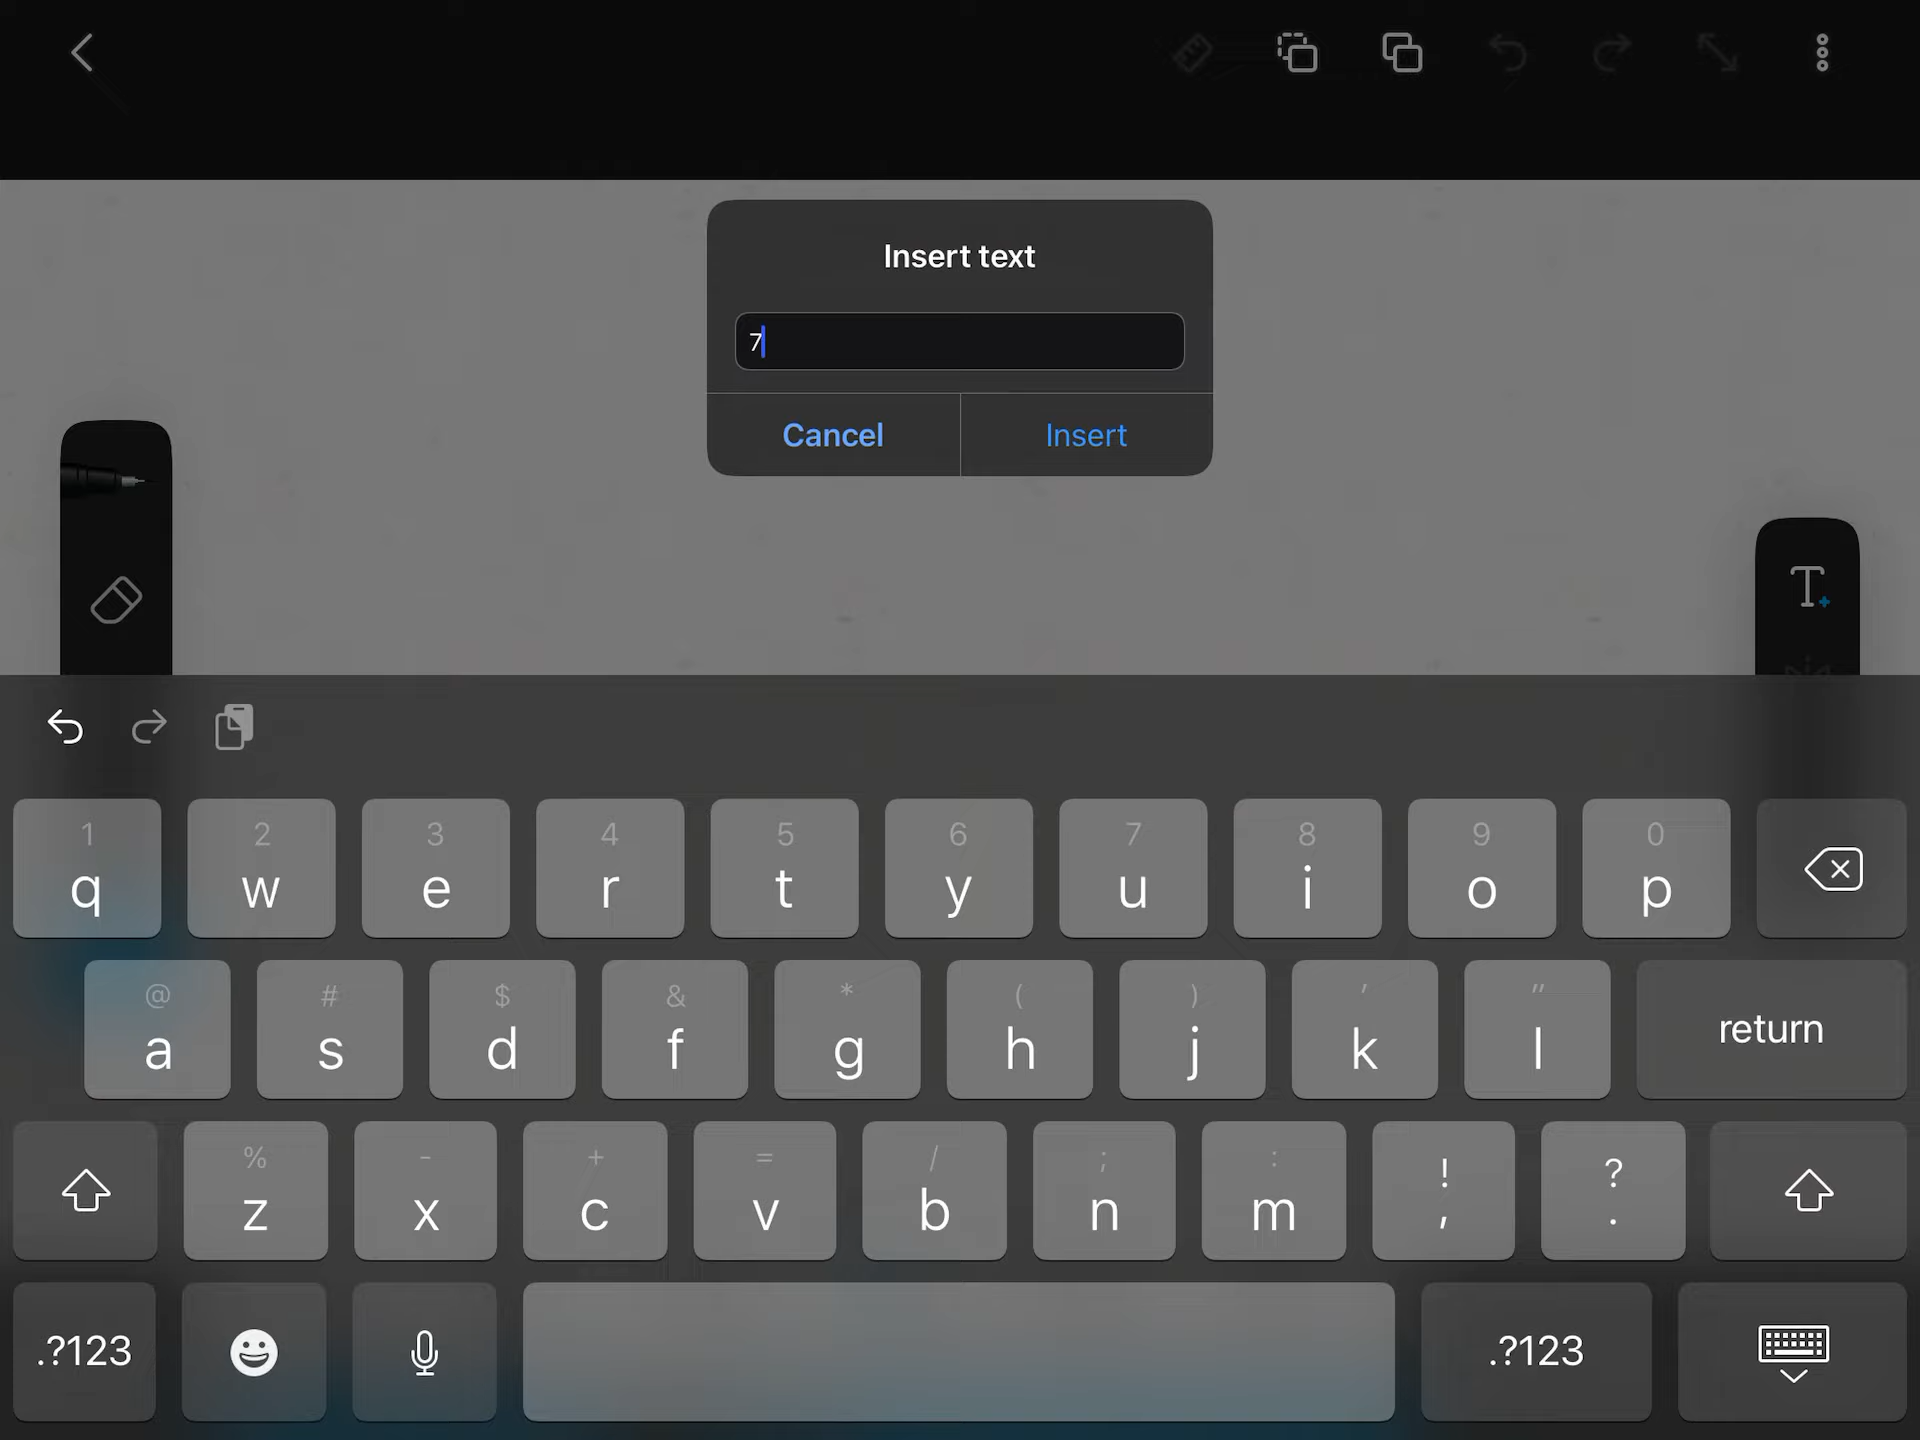 Insert text
7
Cancel Insert
1 2 3 4 5 6 7 8 9 0
q w e r t y u i o p
@ # $ & * ( ) ' "
a s d f g h j k l return
% - + = / ; : ! ?
z x c v b n m , .
.?123 .?123